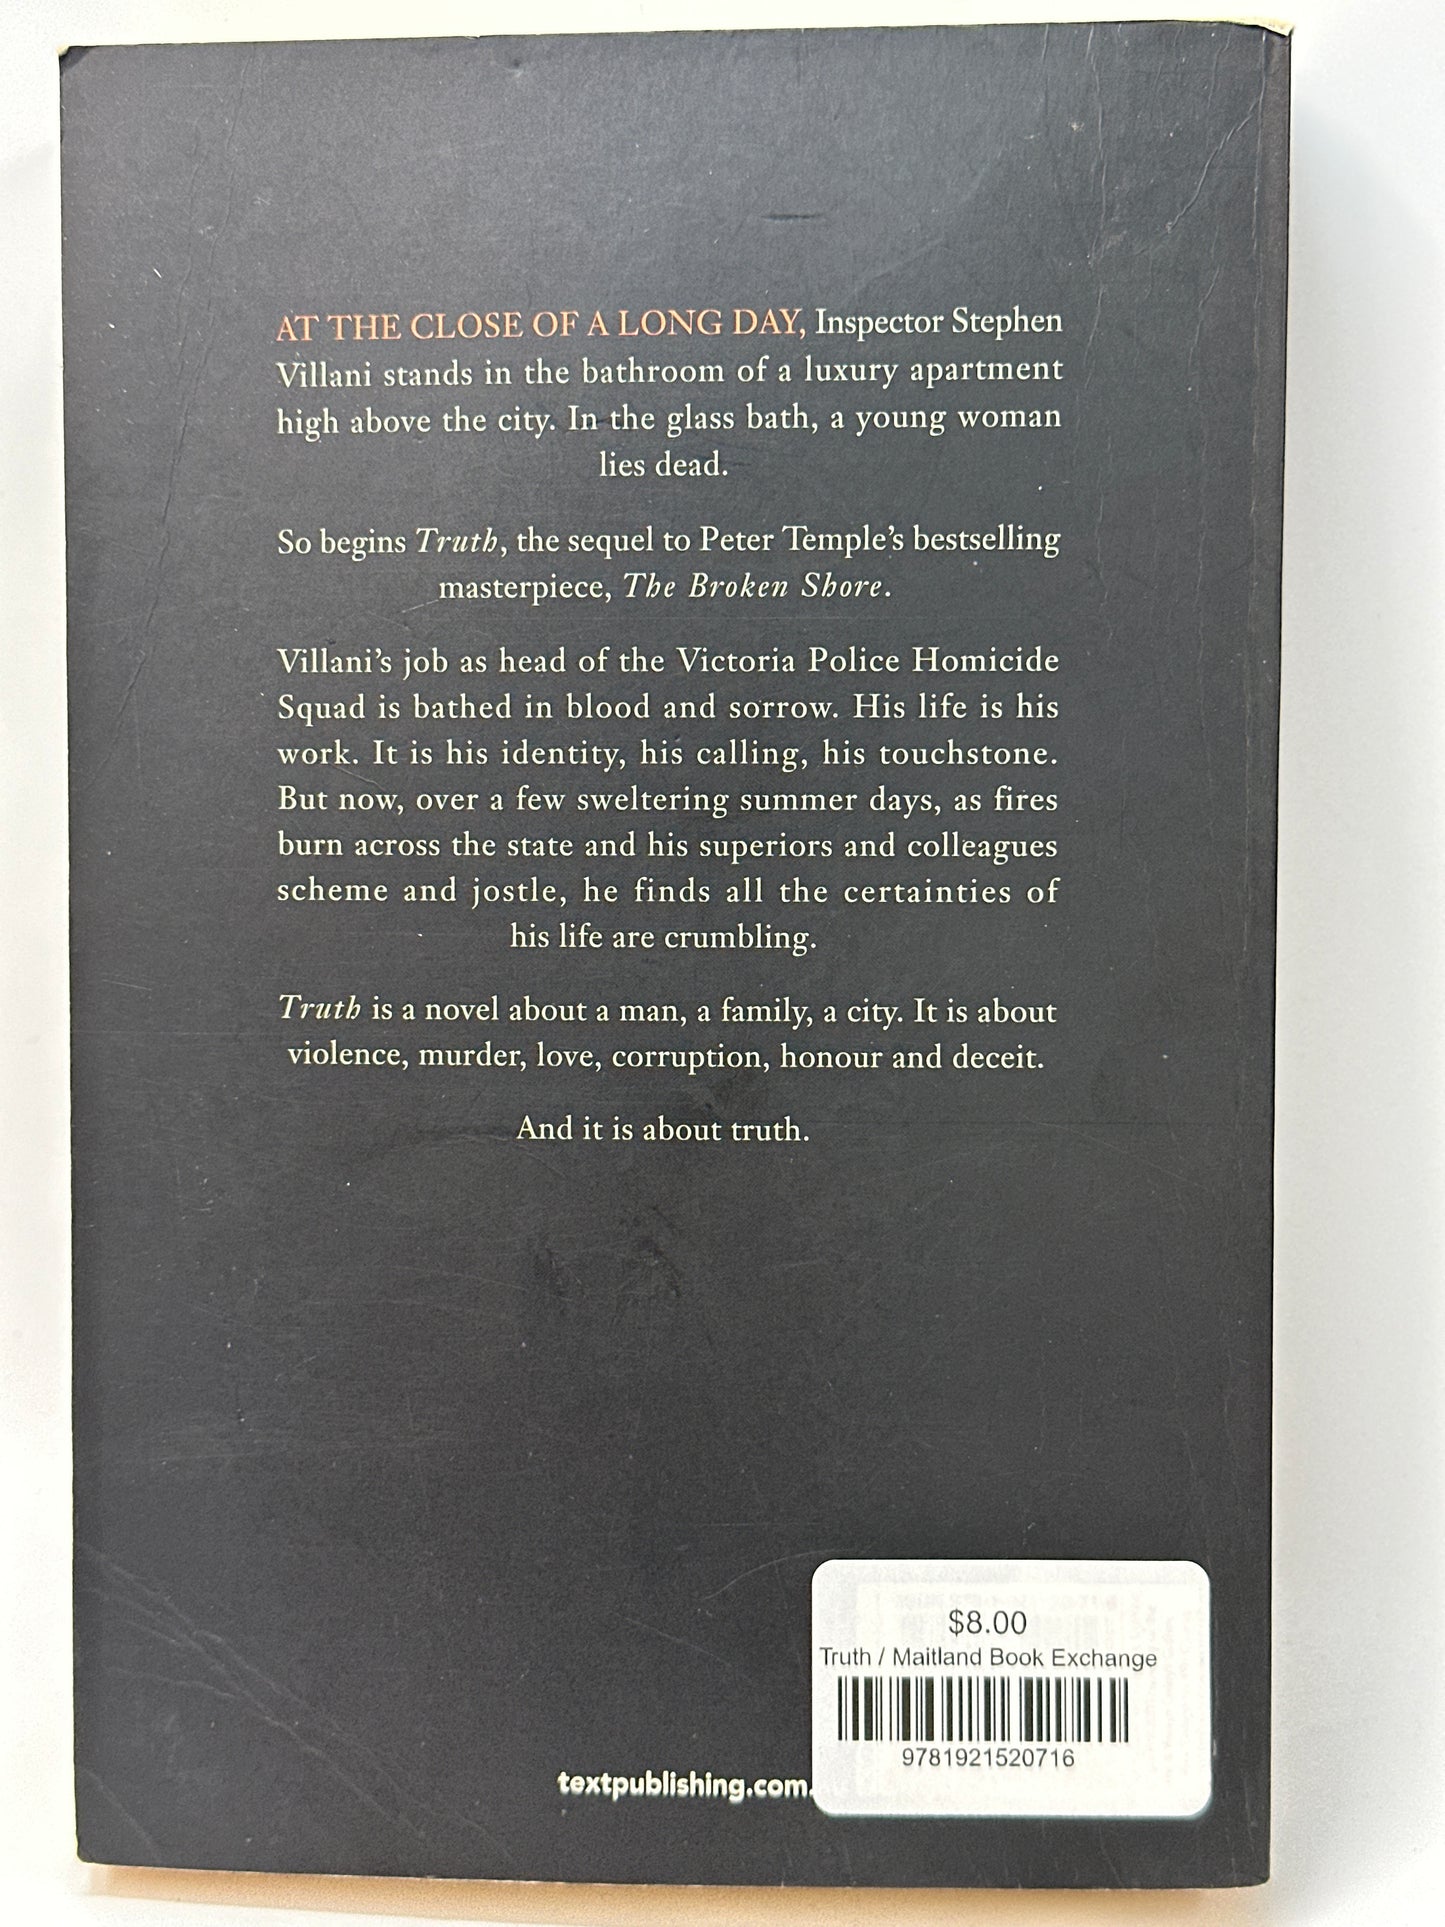 AT THE CLOSE OF A LONG DAY, Inspector Stephen
Villani stands in the bathroom of a luxury apartment
high above the city. In the glass bath, a young woman
lies dead.
So begins Truth, the sequel to Peter Temple's bestselling
masterpiece, The Broken Shore.
Villani's job as head of the Victoria Police Homicide
Squad is bathed in blood and sorrow. His life is his
work. It is his identity, his calling, his touchstone.
But now, over a few sweltering summer days, as fires
burn across the state and his superiors and colleagues
scheme and jostle, he finds all the certainties of
his life are crumbling.
Truth is a novel about a man, a family, a city. It is about
violence, murder, love, corruption, honour and deceit.
And it is about truth.
$8.00
Truth / Maitland Book Exchange
9781921520716
textpublishing.com.